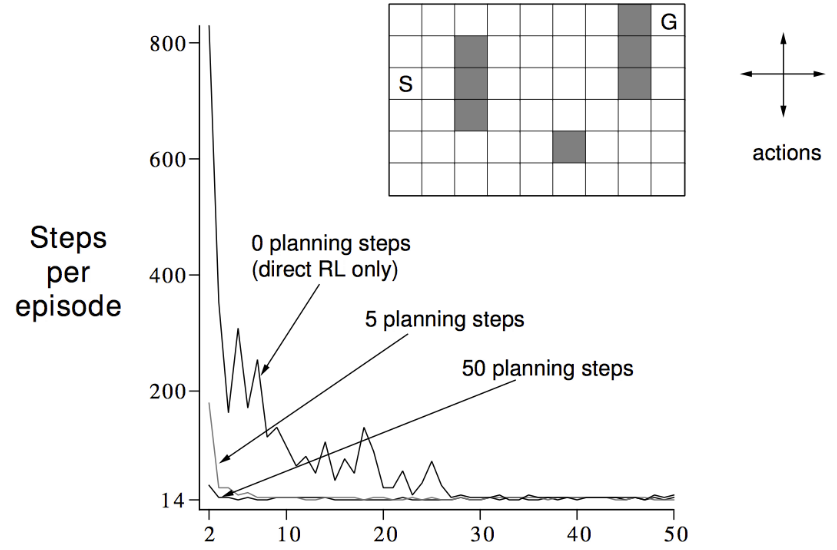 G
800
S
600
actions
Steps
per
episode
0 planning steps
(direct RL only)
400
5 planning steps
50 planning steps
200
14
2
10
20
30
40
50